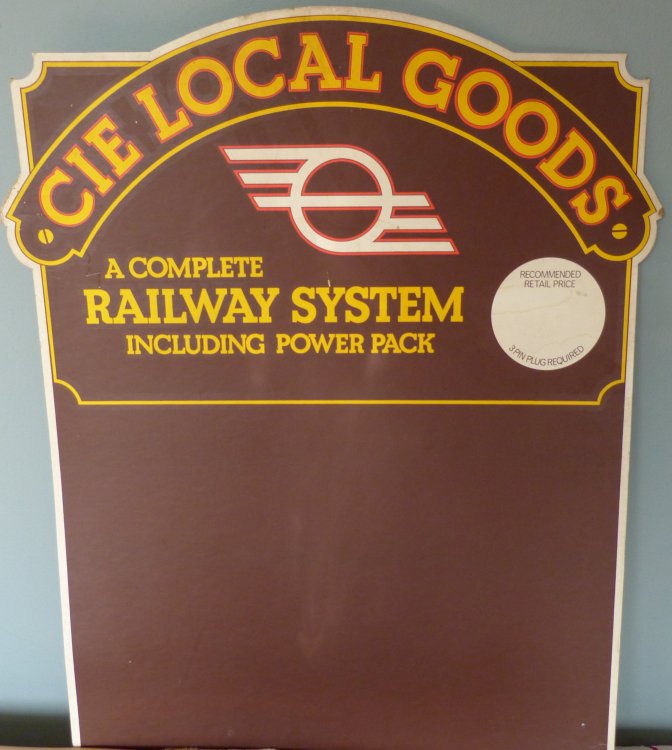 CIE LOCAL GOODS
A COMPLETE
RAILWAY SYSTEM
INCLUDING POWER PACK
RECOMMENDED
RETAIL PRICE
3 PIN PLUG REQUIRED